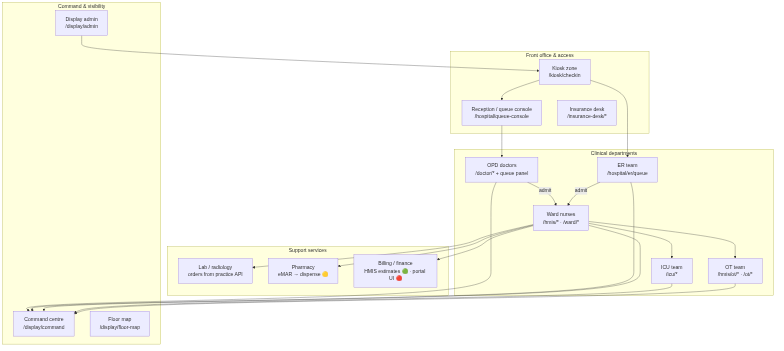 Command & visibility
Display admin
/display/admin
Front office & access
Kiosk zone
/kiosk/checkin
Reception / queue console
/hospital/queue-console
Insurance desk
/insurance-desk/*
Clinical departments
OPD doctors
/doctor/* + queue panel
ER team
/hospital/er/queue
admit
admit
Ward nurses
/hmis/* · /ward/*
Support services
Lab / radiology
orders from practice API
Pharmacy
eMAR → dispense 🟡
Billing / finance
HMIS estimates 🟢 · portal
UI 🔴
ICU team
/icu/*
OT team
/hmis/ot/* · /ot/*
Command centre
/display/command
Floor map
/display/floor-map